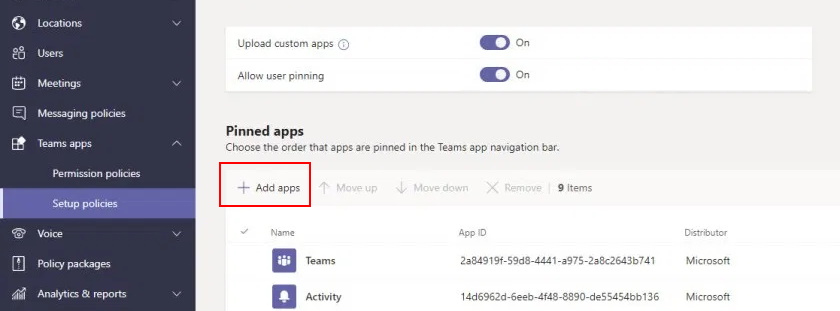 Locations
Users
Meetings
Messaging policies
Teams apps
Permission policies
Setup policies
Voice
Policy packages
Analytics & reports
Upload custom apps
On
Allow user pinning
On
Pinned apps
Choose the order that apps are pinned in the Teams app navigation bar.
+ Add apps ↑ Move up ↓ Move down × Remove | 9 Items
✓ Name App ID Distributor
Teams 2a84919f-59d8-4441-a975-2a8c2643b741 Microsoft
Activity 14d6962d-6eeb-4f48-8890-de55454bb136 Microsoft